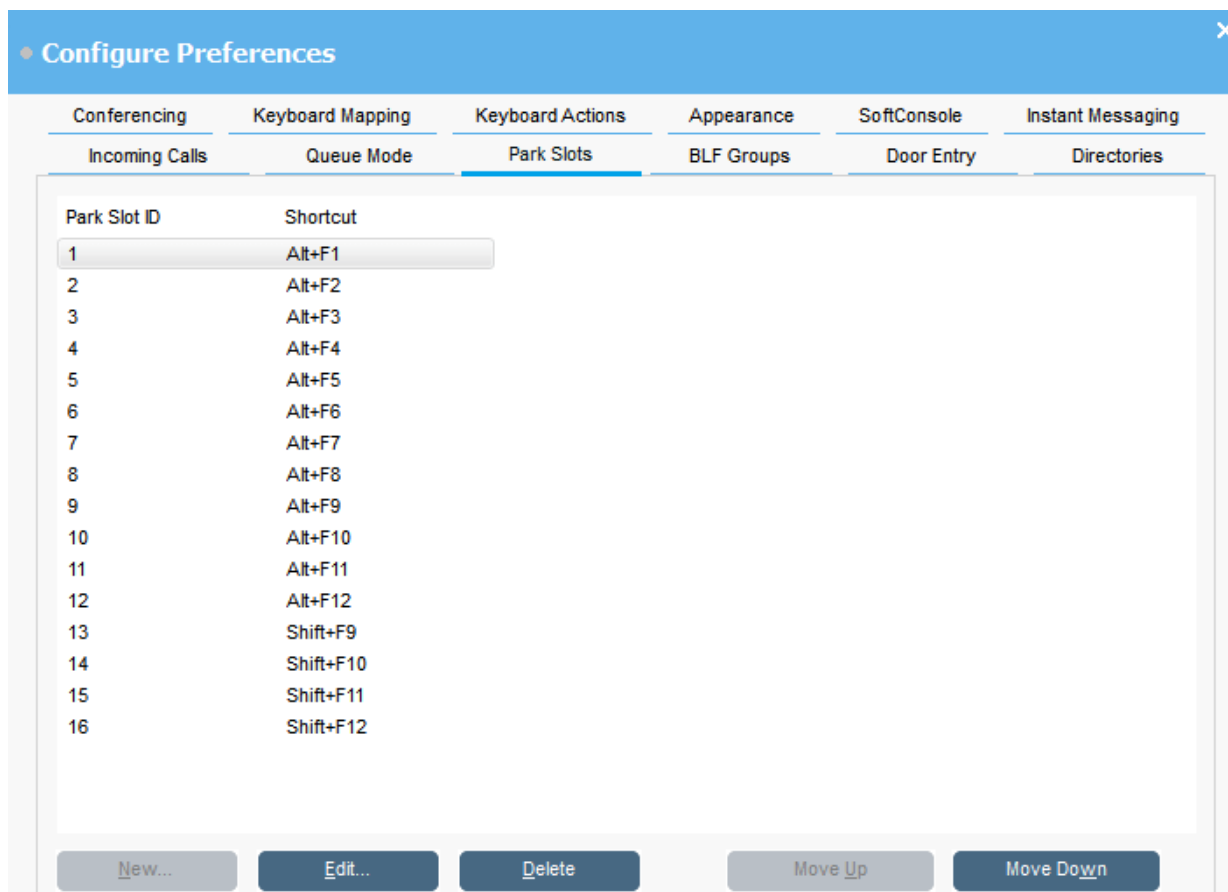 Configure Preferences
Conferencing Keyboard Mapping Keyboard Actions Appearance SoftConsole Instant Messaging
Incoming Calls Queue Mode Park Slots BLF Groups Door Entry Directories
Park Slot ID Shortcut
1 Alt+F1
2 Alt+F2
3 Alt+F3
4 Alt+F4
5 Alt+F5
6 Alt+F6
7 Alt+F7
8 Alt+F8
9 Alt+F9
10 Alt+F10
11 Alt+F11
12 Alt+F12
13 Shift+F9
14 Shift+F10
15 Shift+F11
16 Shift+F12
New... Edit... Delete Move Up Move Down